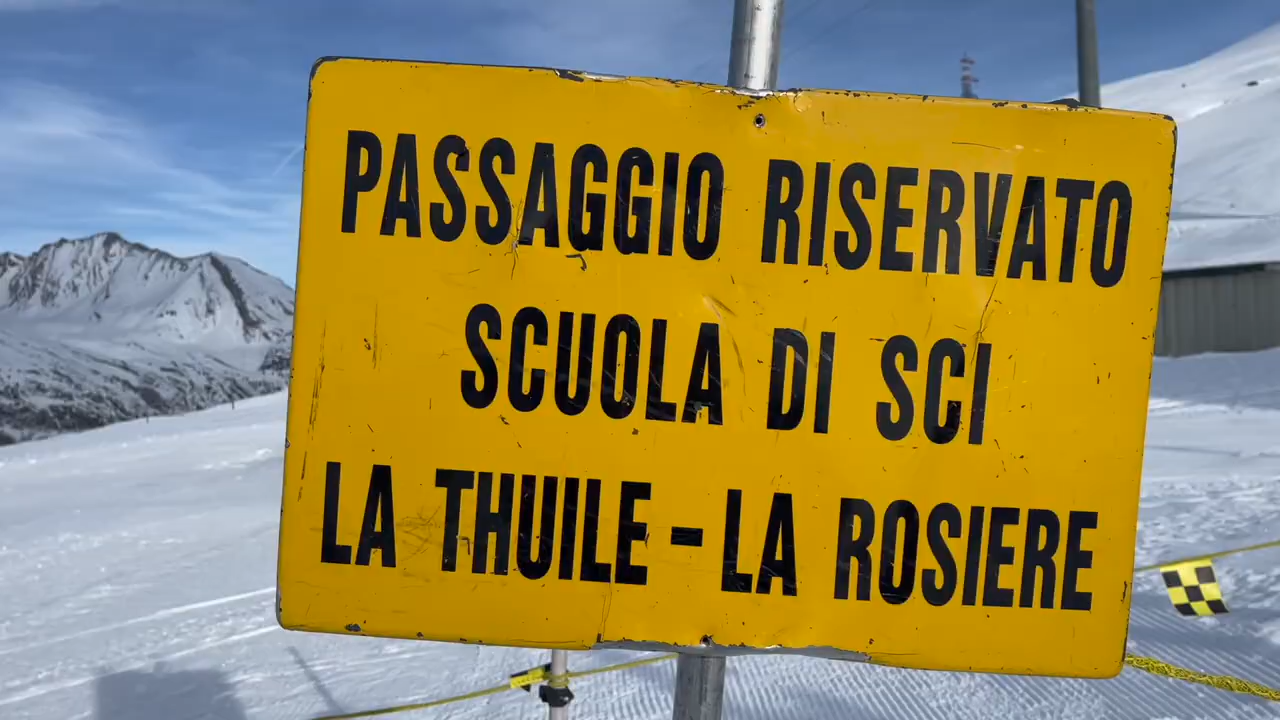 PASSAGGIO RISERVATO
SCUOLA DI SCI
LA THUILE - LA ROSIERE